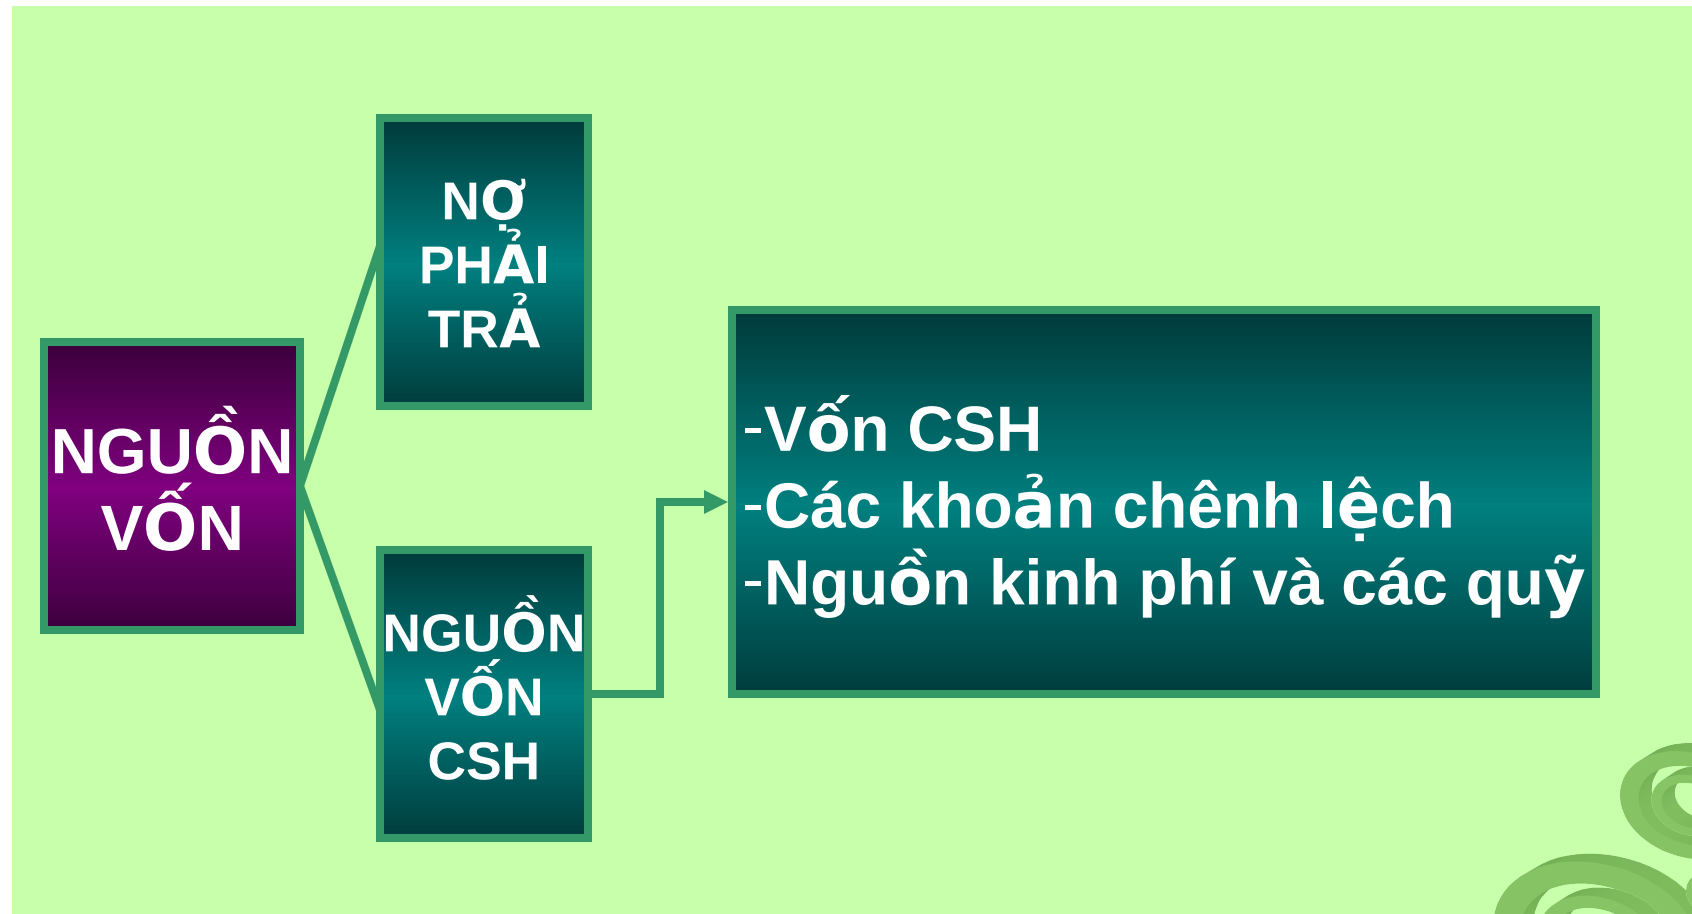 NỢ
PHẢI
TRẢ
NGUỒN
VỐN
NGUỒN
VỐN
CSH
-Vốn CSH
-Các khoản chênh lệch
-Nguồn kinh phí và các quỹ